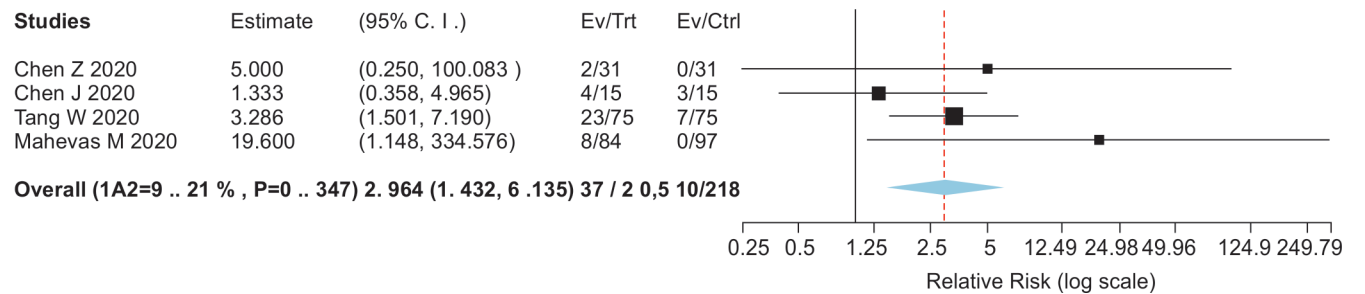 Studies Estimate (95% C. I .) Ev/Trt Ev/Ctrl
Chen Z 2020 5.000 (0.250, 100.083 ) 2/31 0/31
Chen J 2020 1.333 (0.358, 4.965) 4/15 3/15
Tang W 2020 3.286 (1.501, 7.190) 23/75 7/75
Mahevas M 2020 19.600 (1.148, 334.576) 8/84 0/97
Overall (1A2=9 .. 21 % , P=0 .. 347) 2. 964 (1. 432, 6 .135) 37 / 2 0,5 10/218
0.25 0.5 1.25 2.5 5 12.49 24.98 49.96 124.9 249.79
Relative Risk (log scale)